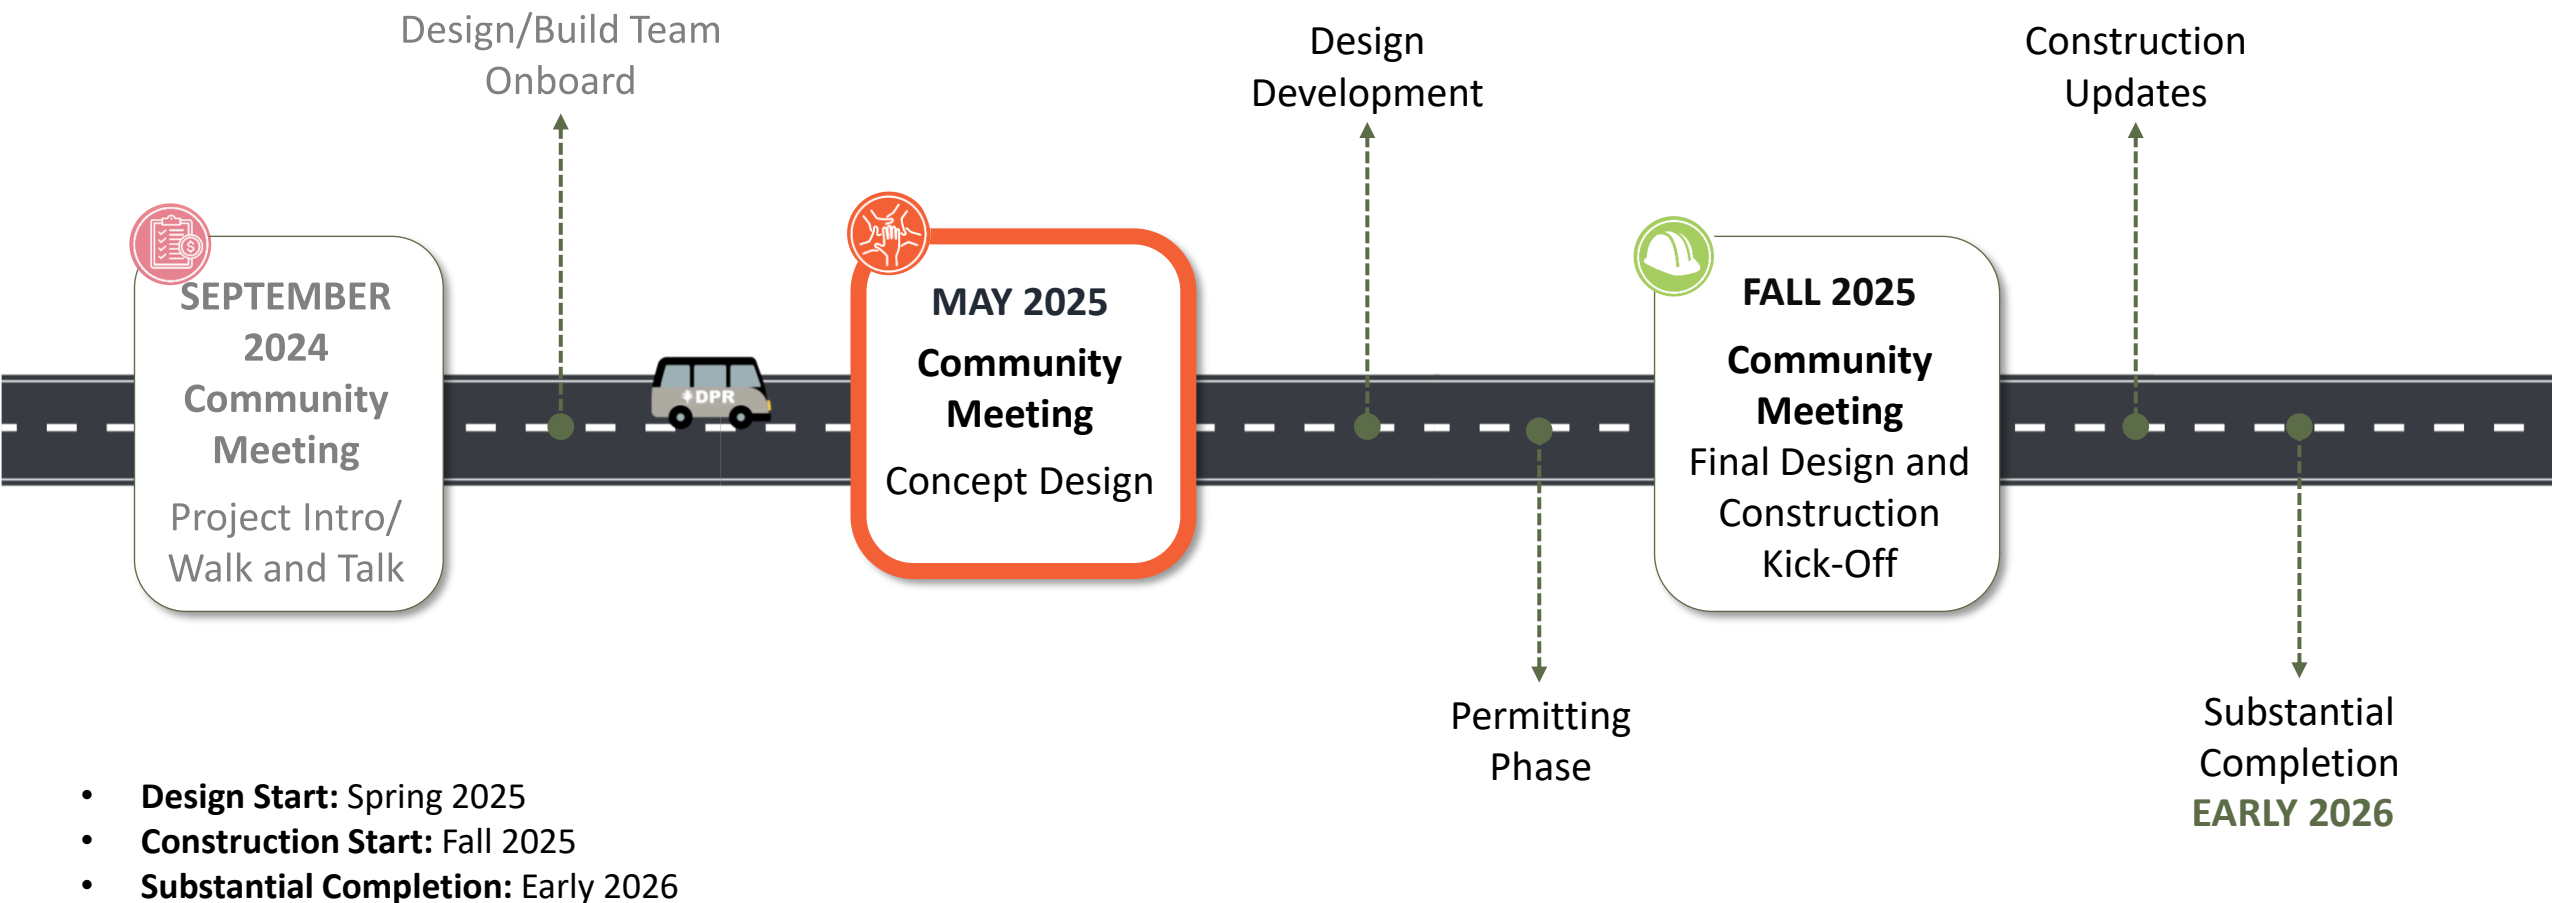 Design/Build Team
Onboard
Design
Development
Construction
Updates
SEPTEMBER
2024
Community
Meeting
Project Intro/
Walk and Talk
DPR
MAY 2025
Community
Meeting
Concept Design
FALL 2025
Community
Meeting
Final Design and
Construction
Kick-Off
Permitting
Phase
Substantial
Completion
EARLY 2026
• Design Start: Spring 2025
• Construction Start: Fall 2025
• Substantial Completion: Early 2026